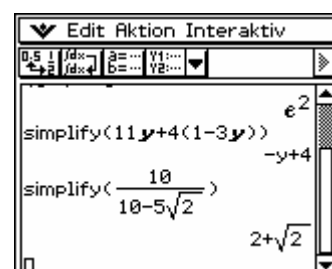 Edit Aktion Interaktiv
e²
simplify(11y+4(1-3y))
-y+4
simplify(10/(10-5√2))
2+√2